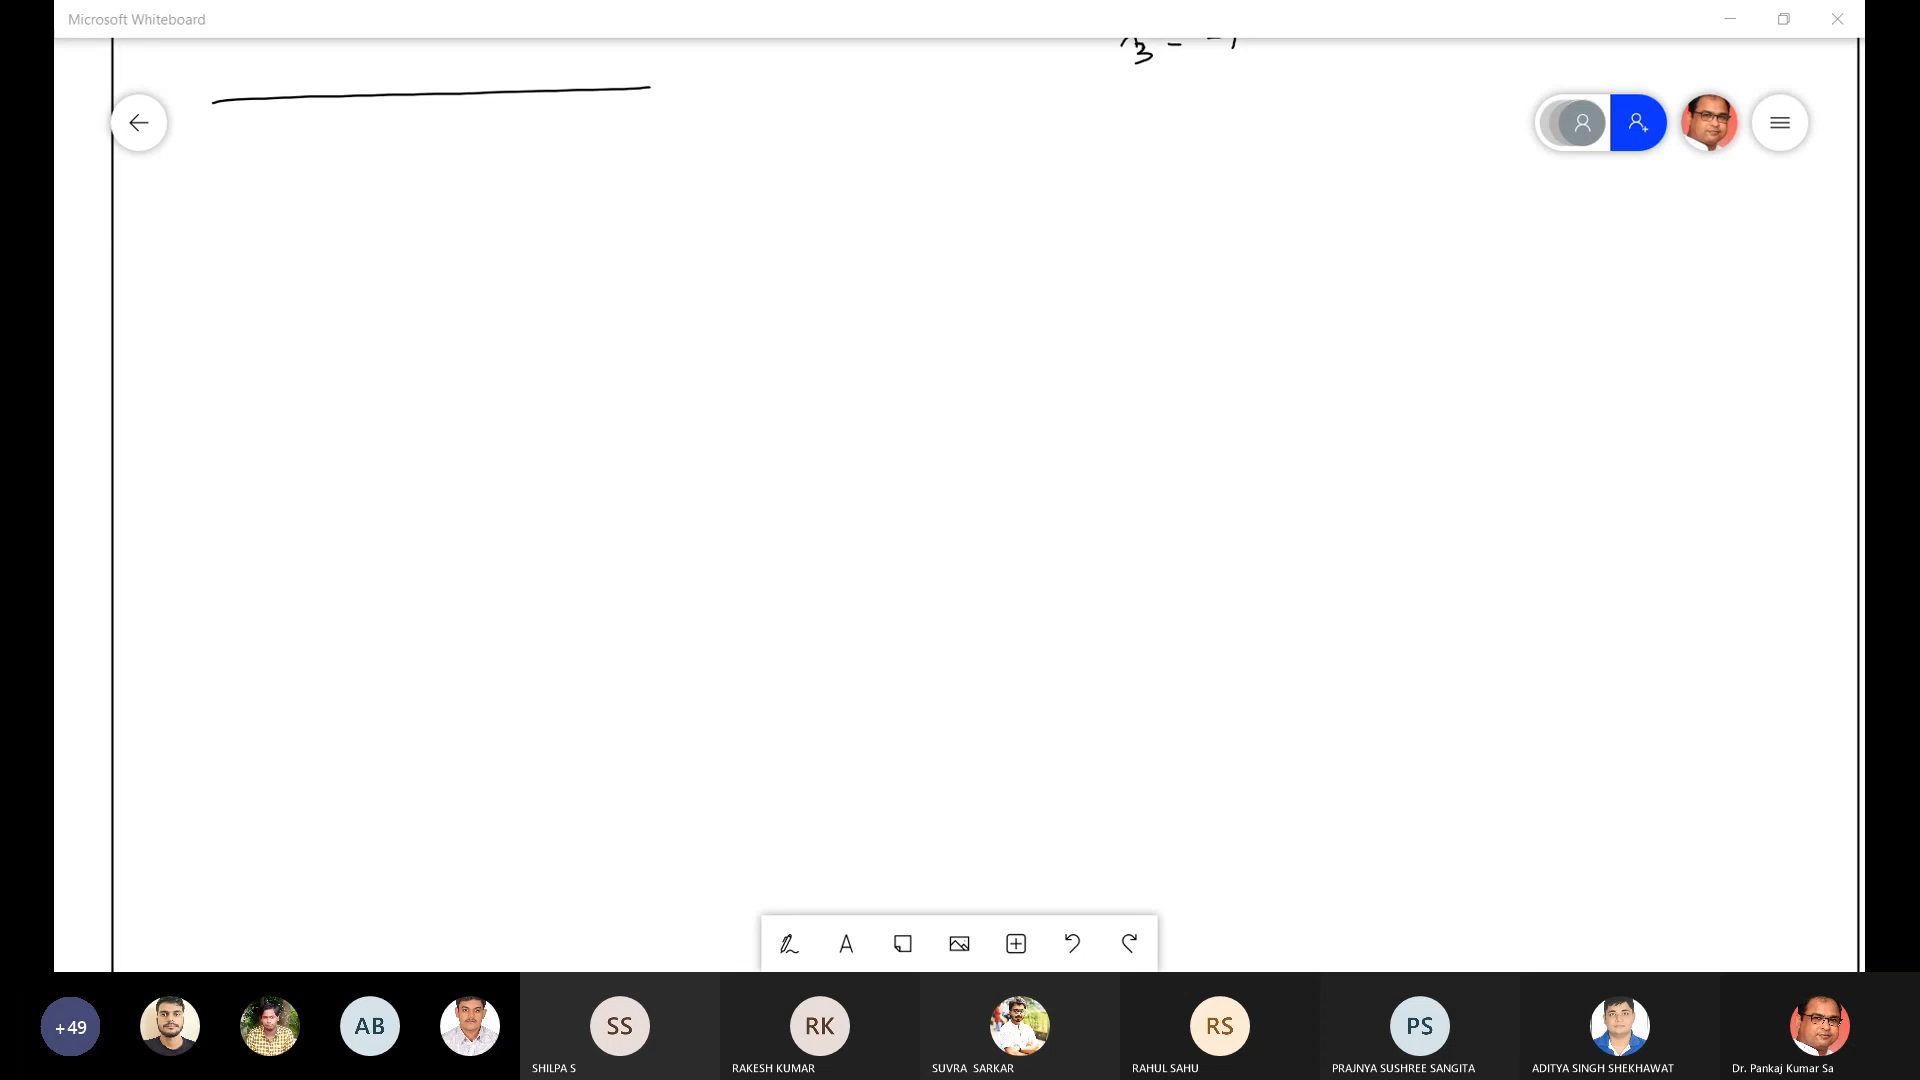 Microsoft Whiteboard
+49
AB
SS
RK
RS
PS
SHILPA S
RAKESH KUMAR
SUVRA SARKAR
RAHUL SAHU
PRAJNYA SUSHREE SANGITA
ADITYA SINGH SHEKHAWAT
Dr. Pankaj Kumar Sa